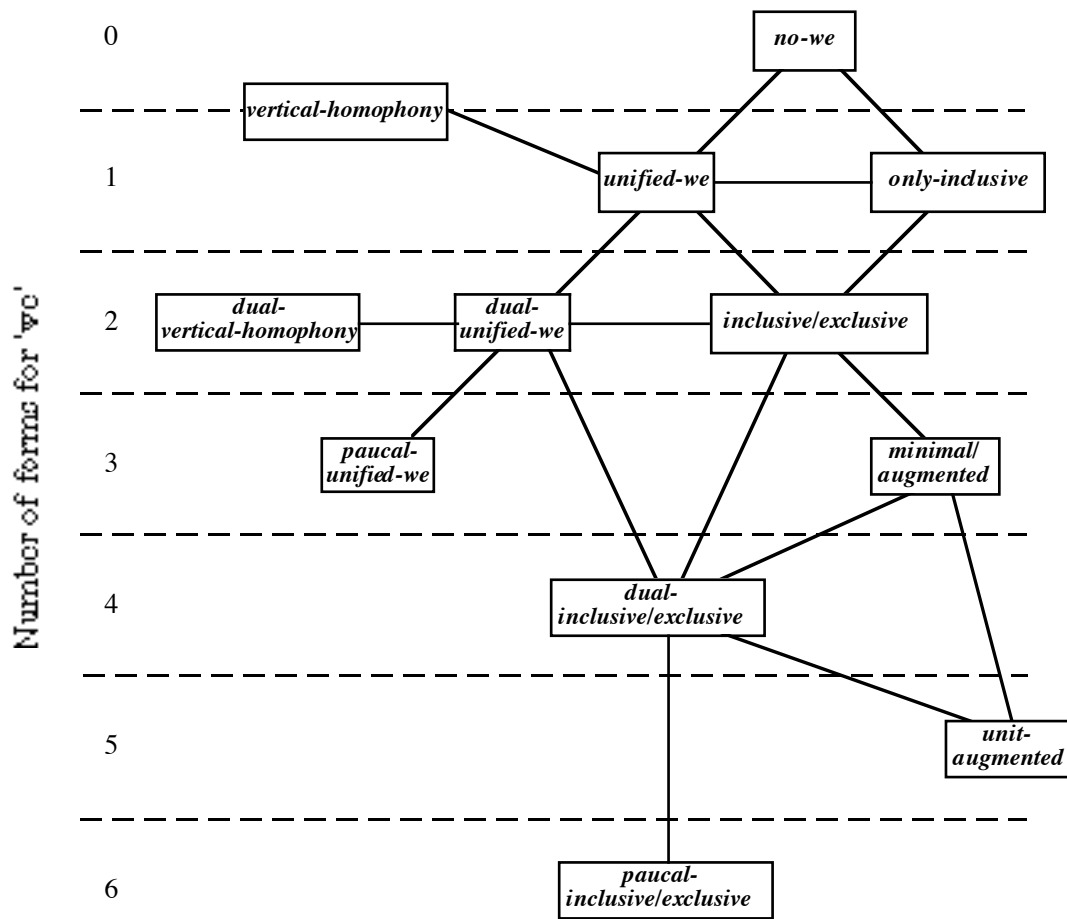 0
no-we
vertical-homophony
1
unified-we
only-inclusive
2
dual-
vertical-homophony
dual-
unified-we
inclusive/exclusive
Number of forms for 'we'
3
paucal-
unified-we
minimal/
augmented
4
dual-
inclusive/exclusive
5
unit-
augmented
6
paucal-
inclusive/exclusive